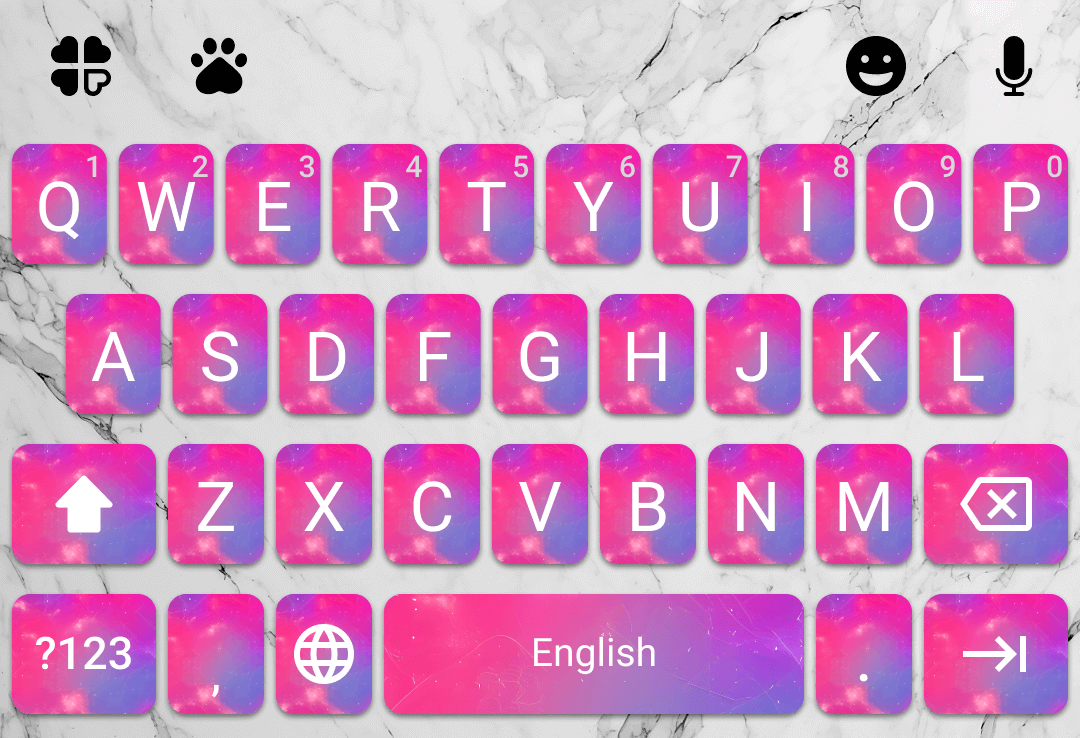 1 2 3 4 5 6 7 8 9 0
Q W E R T Y U I O P
A S D F G H J K L
Z X C V B N M
?123 , English .